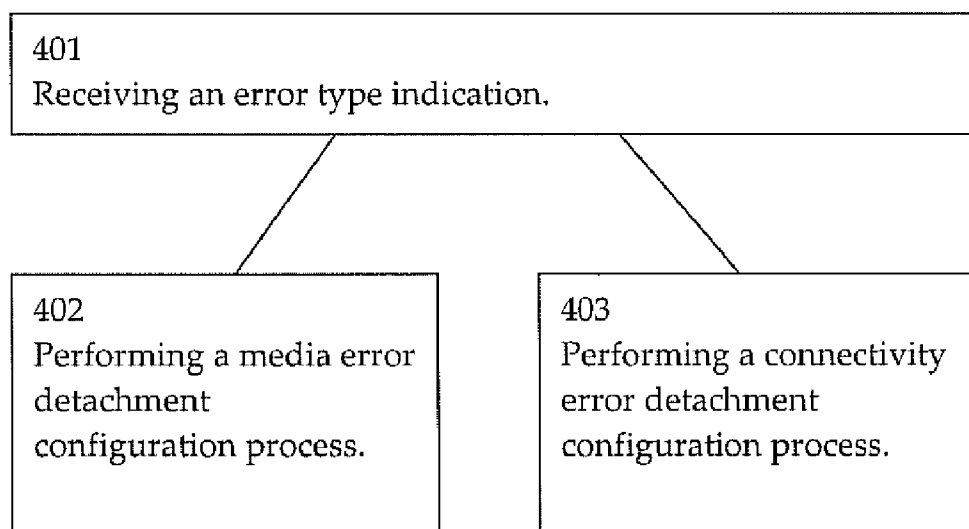 401
Receiving an error type indication.
402
Performing a media error
detachment
configuration process.
403
Performing a connectivity
error detachment
configuration process.